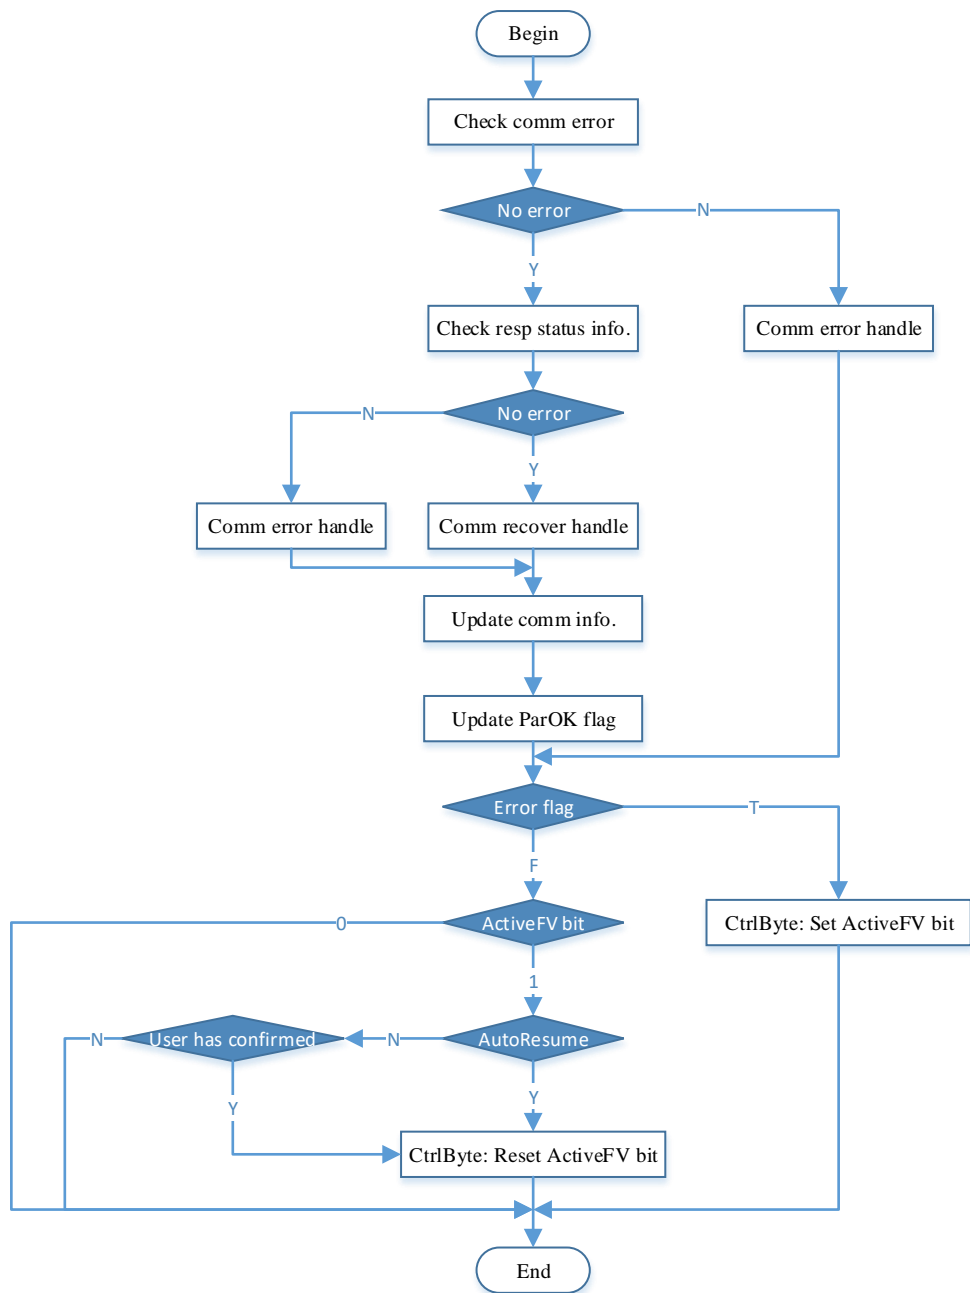 Begin
Check comm error
No error
N
Y
Check resp status info.
Comm error handle
No error
N
Y
Comm error handle
Comm recover handle
Update comm info.
Update ParOK flag
Error flag
T
F
ActiveFV bit
0
CtrlByte: Set ActiveFV bit
1
User has confirmed
N
N
AutoResume
Y
Y
CtrlByte: Reset ActiveFV bit
End